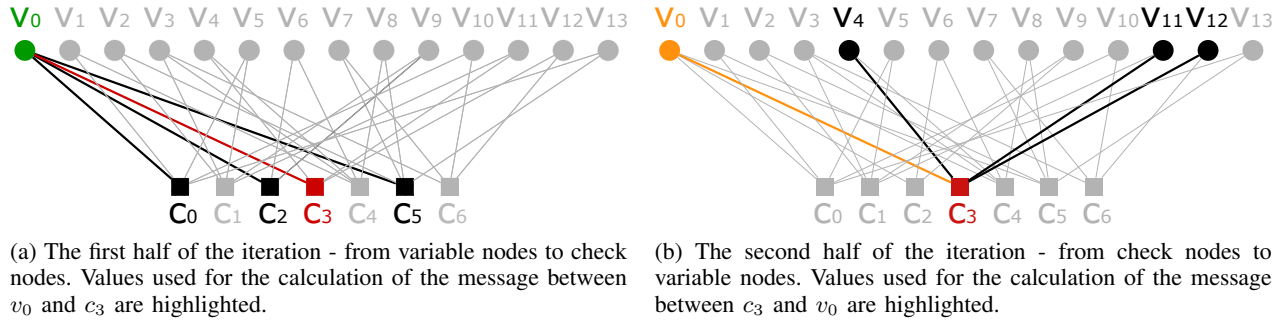 V0 V1 V2 V3 V4 V5 V6 V7 V8 V9 V10 V11 V12 V13
C0 C1 C2 C3 C4 C5 C6
(a) The first half of the iteration - from variable nodes to check
nodes. Values used for the calculation of the message between
v0 and c3 are highlighted.
V0 V1 V2 V3 V4 V5 V6 V7 V8 V9 V10 V11 V12 V13
C0 C1 C2 C3 C4 C5 C6
(b) The second half of the iteration - from check nodes to
variable nodes. Values used for the calculation of the message
between c3 and v0 are highlighted.